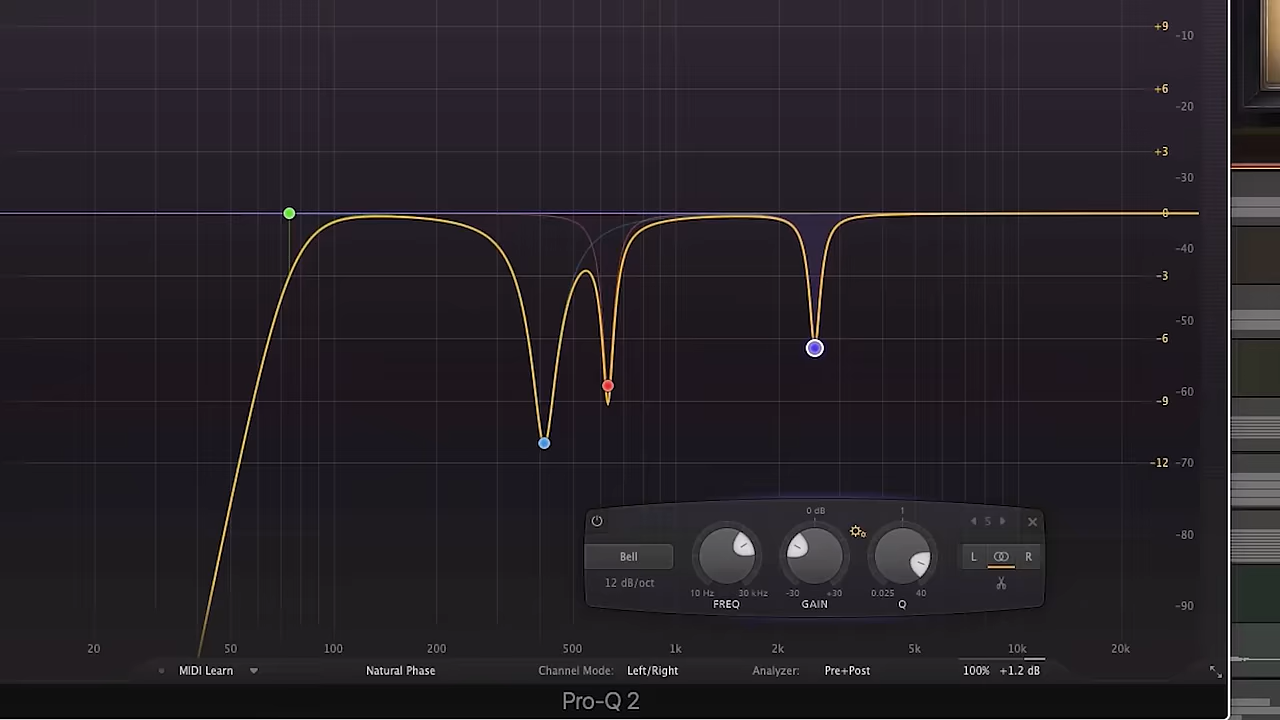 +9
-10
+6
-20
+3
-30
0
-40
-3
-50
-6
-60
-9
-12 -70
0 dB 1
5
Bell L R
-80
12 dB/oct
10 Hz 30 kHz -30 +30 0.025 40
FREQ GAIN Q
-90
20 50 100 200 500 1k 2k 5k 10k 20k
MIDI Learn Natural Phase Channel Mode: Left/Right Analyzer: Pre+Post 100% +1.2 dB
Pro-Q 2